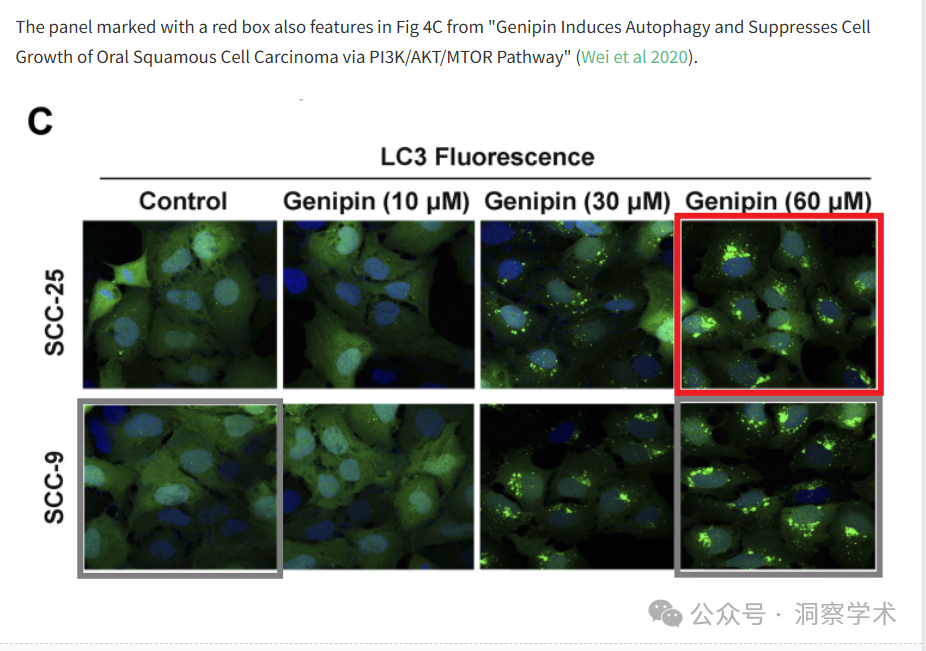 The panel marked with a red box also features in Fig 4C from "Genipin Induces Autophagy and Suppresses Cell
Growth of Oral Squamous Cell Carcinoma via PI3K/AKT/MTOR Pathway" (Wei et al 2020).
C
LC3 Fluorescence
Control Genipin (10 μM) Genipin (30 μM) Genipin (60 μM)
SCC-25
SCC-9
公众号 · 洞察学术